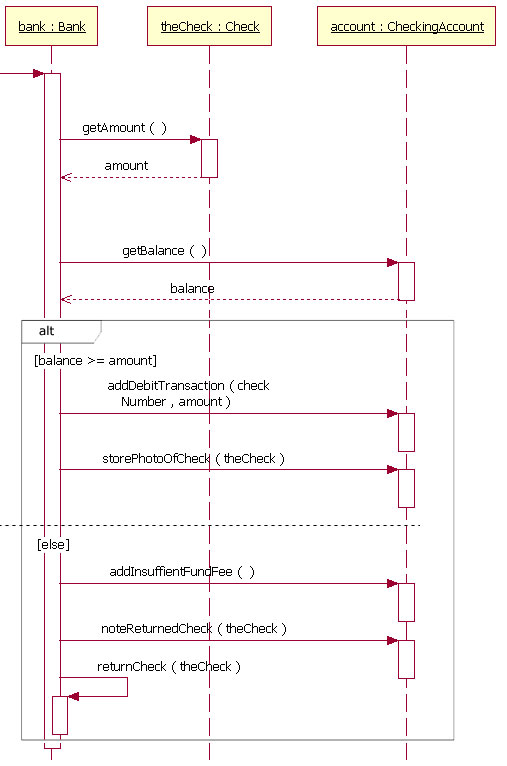 bank : Bank
theCheck : Check
account : CheckingAccount
getAmount ( )
amount
getBalance ( )
balance
alt
[balance >= amount]
addDebitTransaction ( check
Number , amount )
storePhotoOfCheck ( theCheck )
[else]
addInsuffientFundFee ( )
noteReturnedCheck ( theCheck )
returnCheck ( theCheck )